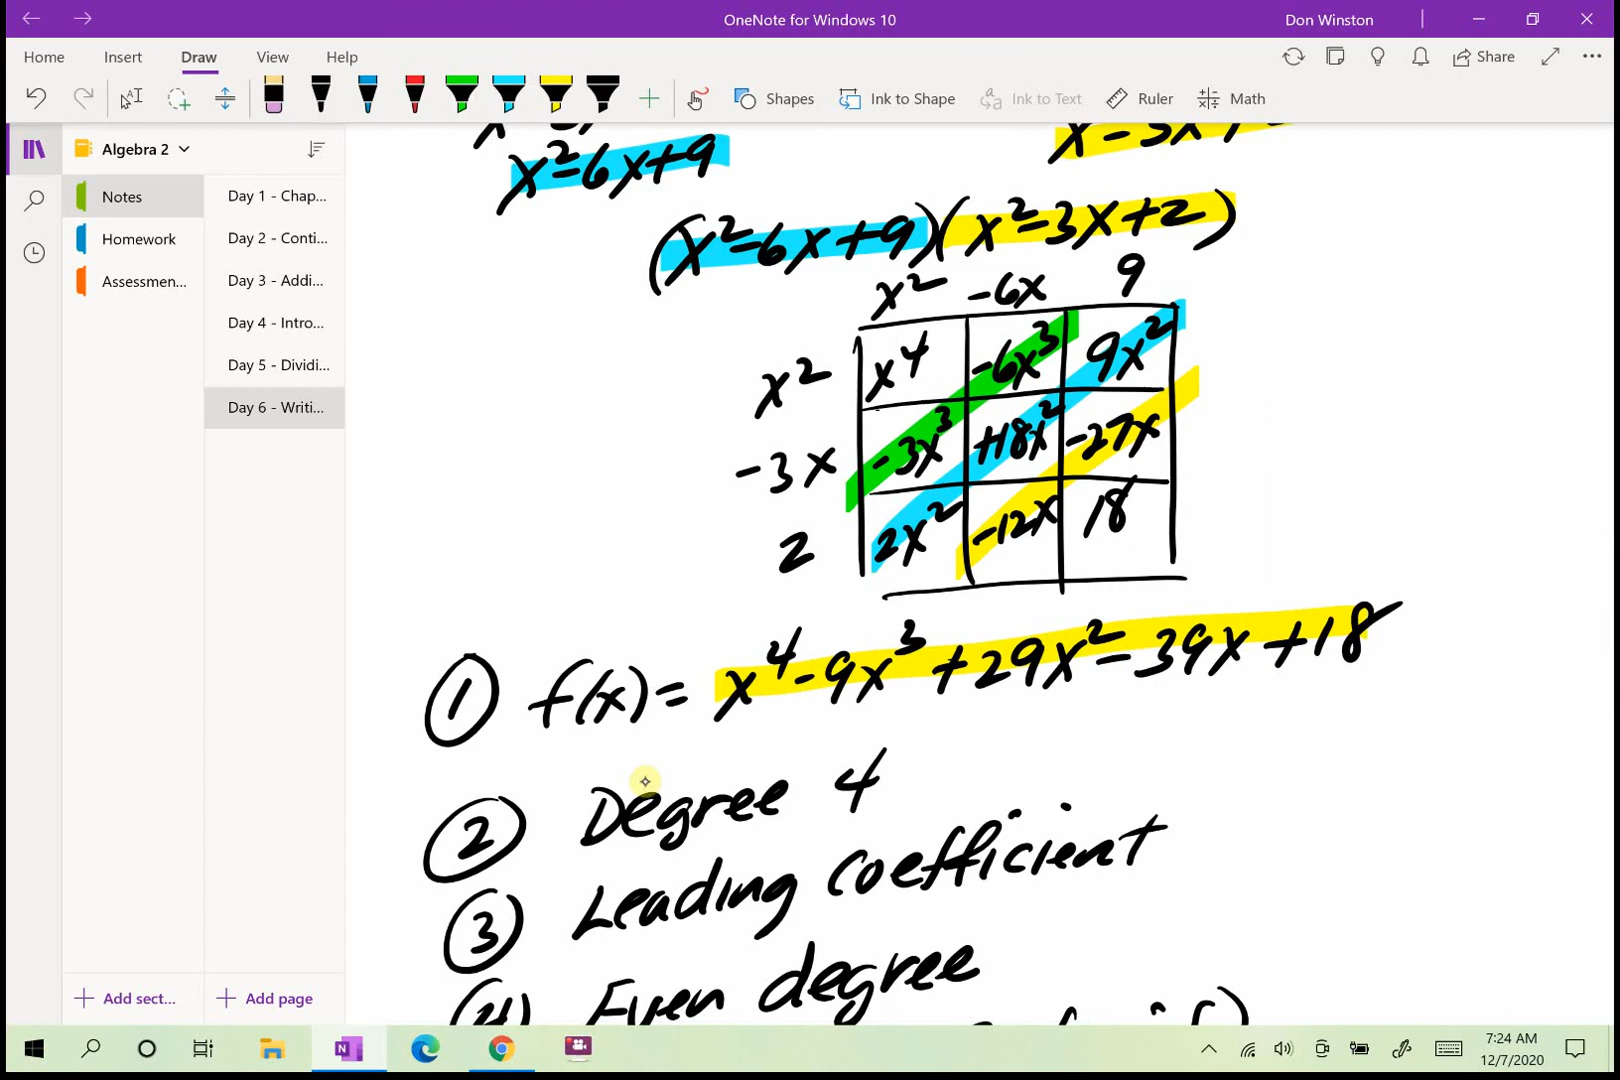 OneNote for Windows 10
Don Winston
Home Insert Draw View Help
Share
Shapes Ink to Shape Ink to Text Ruler Math
Algebra 2
Notes
Homework
Assessmen...
Day 1 - Chap...
Day 2 - Conti...
Day 3 - Addi...
Day 4 - Intro...
Day 5 - Dividi...
Day 6 - Writi...
x²-6x+9
(x²-6x+9)(x²-3x+2)
x² -6x 9
x² x⁴ -6x³ 9x²
-3x -3x³ +18x² -27x
2 2x² -12x 18
① f(x)= x⁴-9x³+29x²-39x+18
② Degree 4
③ Leading coefficient
(4) Even degree
Add sect...
Add page
7:24 AM
12/7/2020